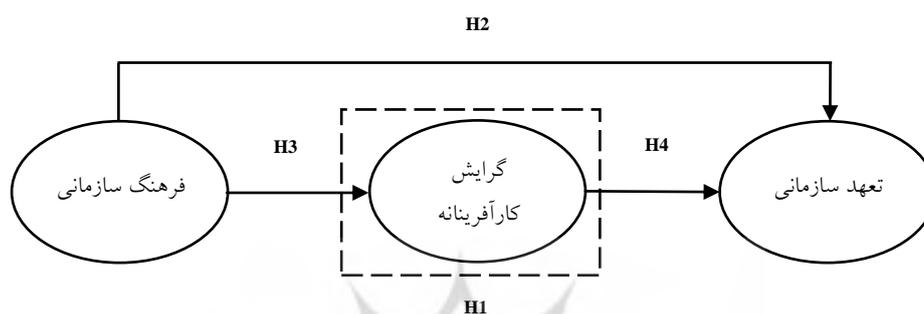 H2
H3
H4
فرهنگ سازمانی
گرایش
کارآفرینانه
تعهد سازمانی
H1